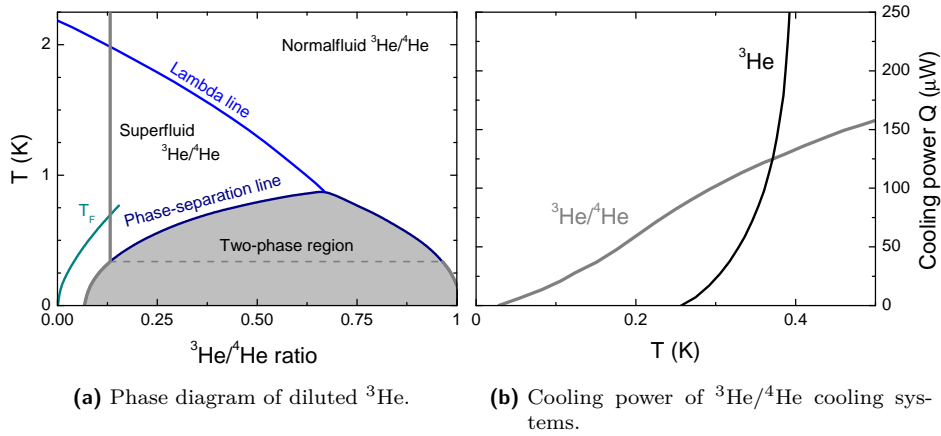 Normalfluid ³He/⁴He
Lambda line
Superfluid
³He/⁴He
Phase-separation line
T_F
Two-phase region
T (K)
2
1
0
0.00 0.25 0.50 0.75 1
³He/⁴He ratio
(a) Phase diagram of diluted ³He.
³He
³He/⁴He
250
200
150
100
50
0
Cooling power Q (μW)
0 0.2 0.4
T (K)
(b) Cooling power of ³He/⁴He cooling sys-
tems.